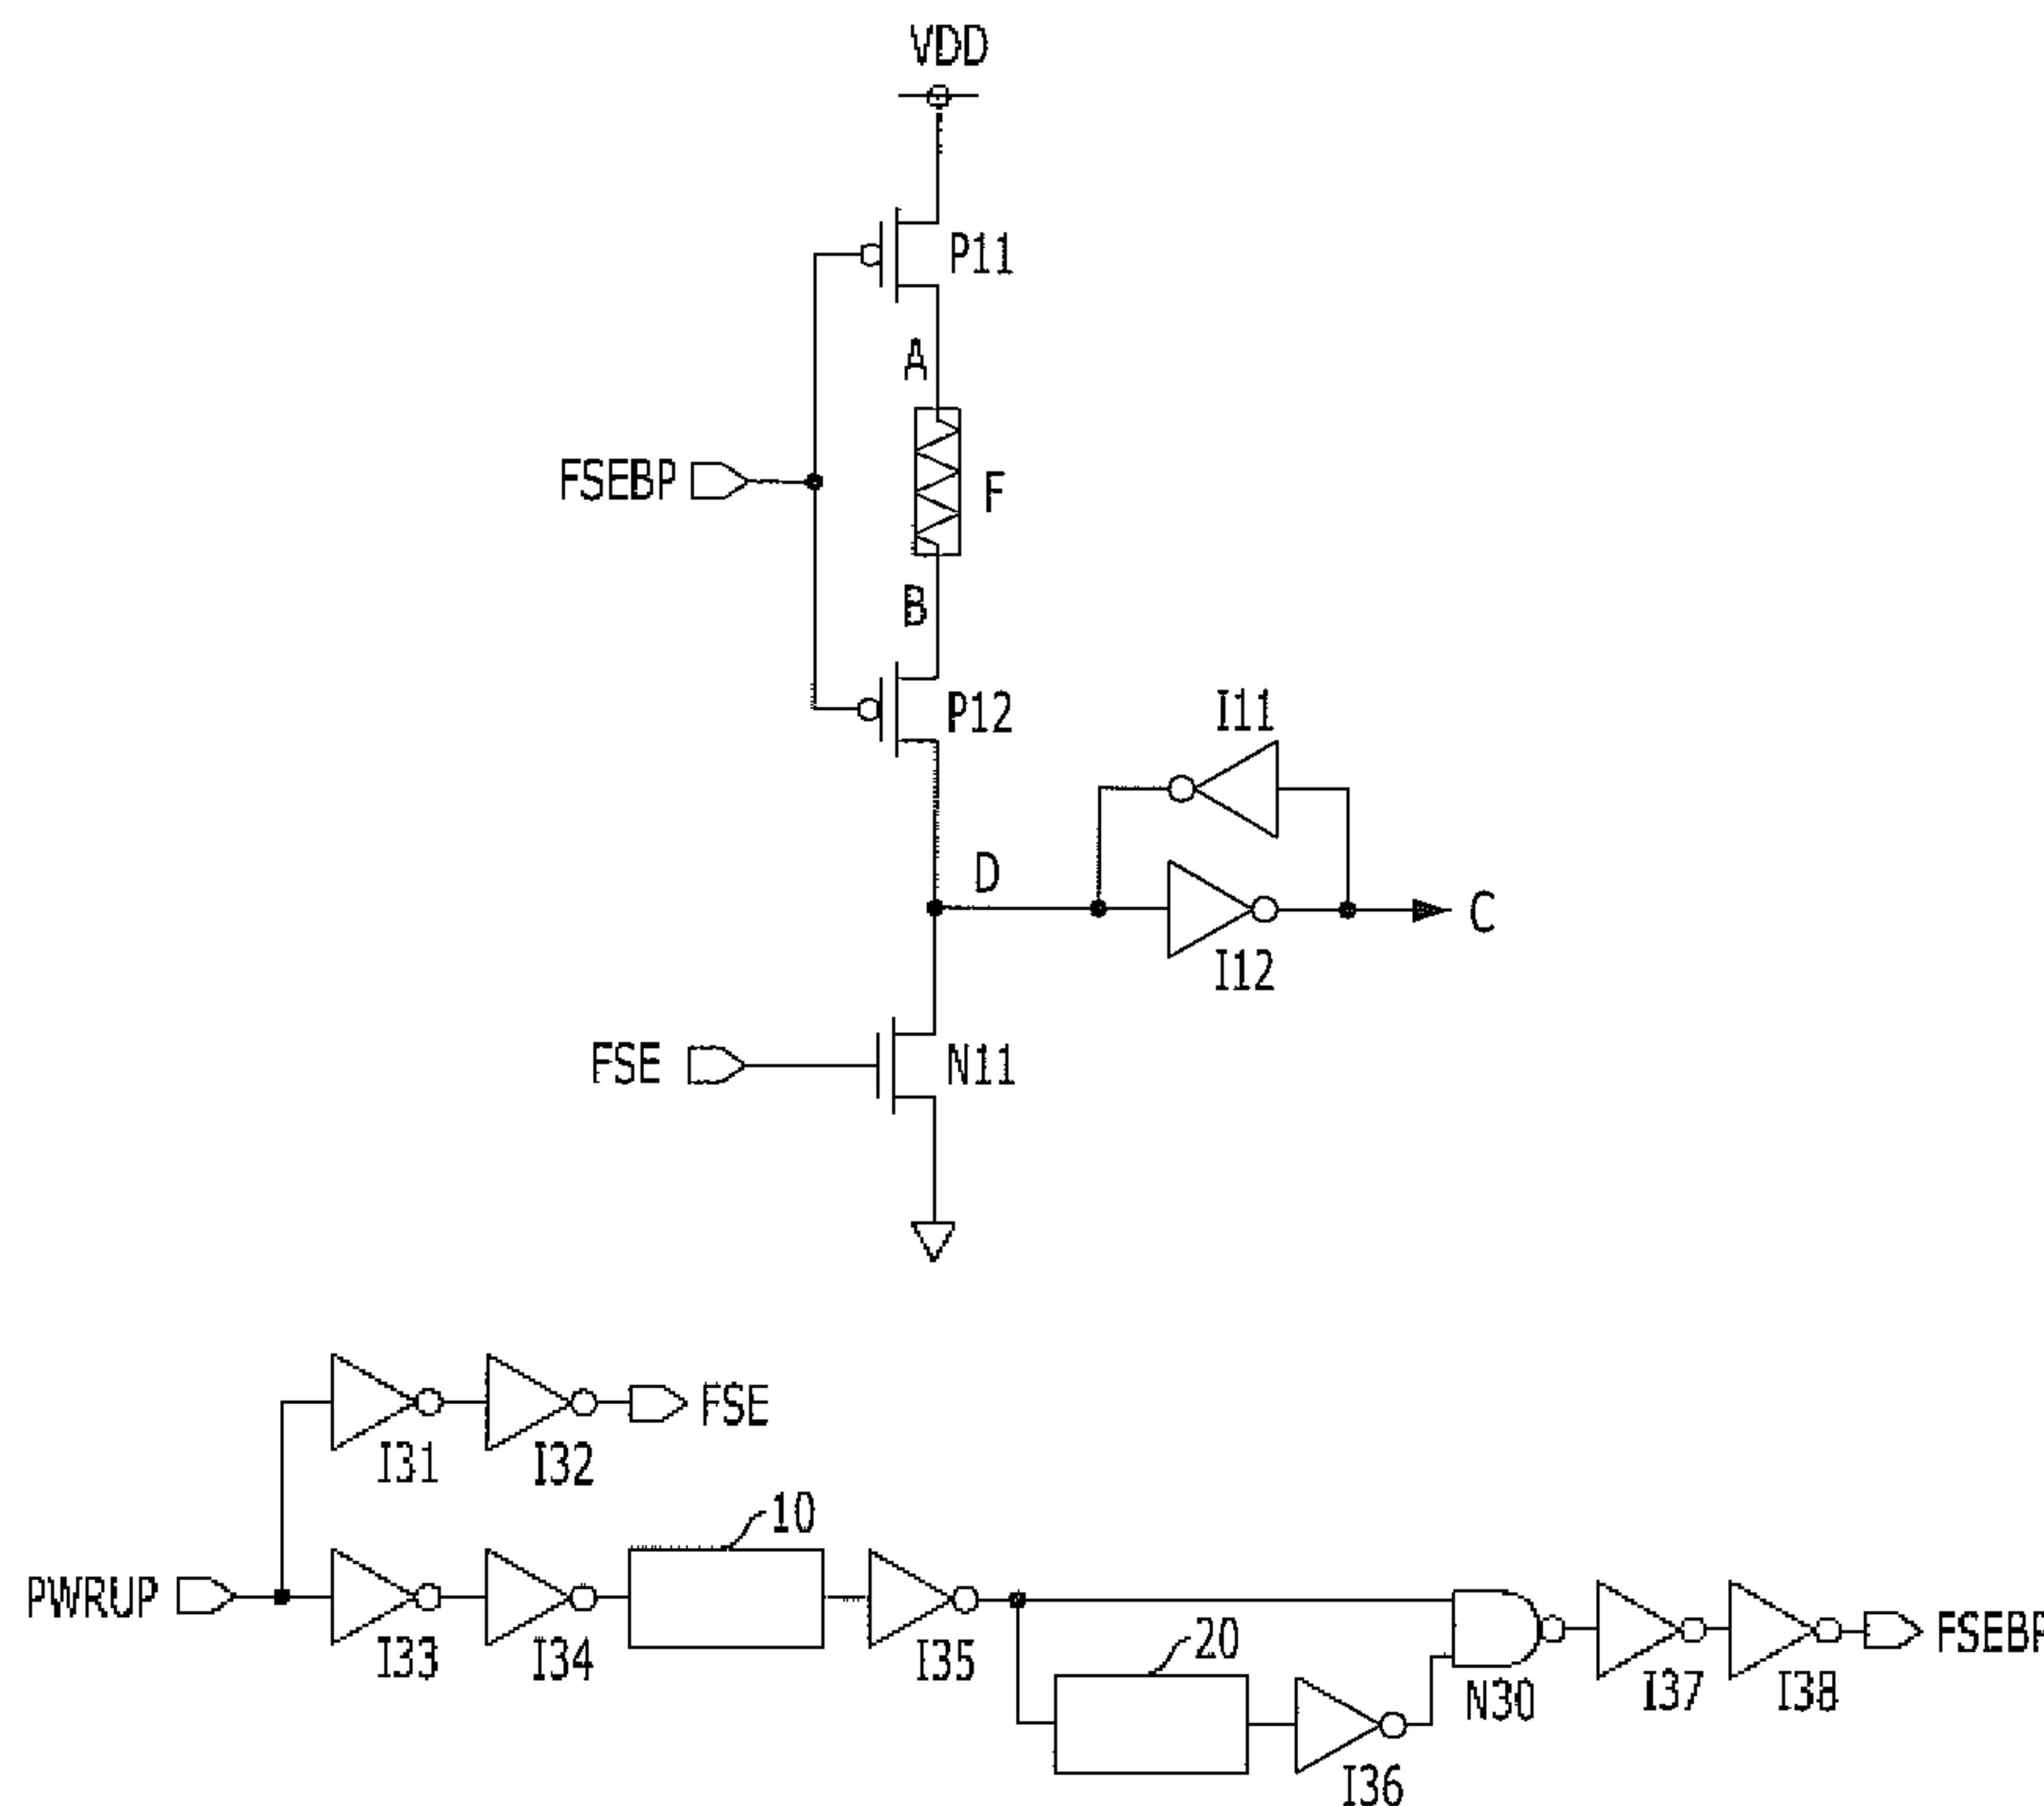 VDD
P11
A
FSEBP
F
B
P12
I11
D
C
I12
FSE
N11
FSE
I31
I32
10
PWRUP
I33
I34
I35
20
N30
I37
I38
FSEBP
I36